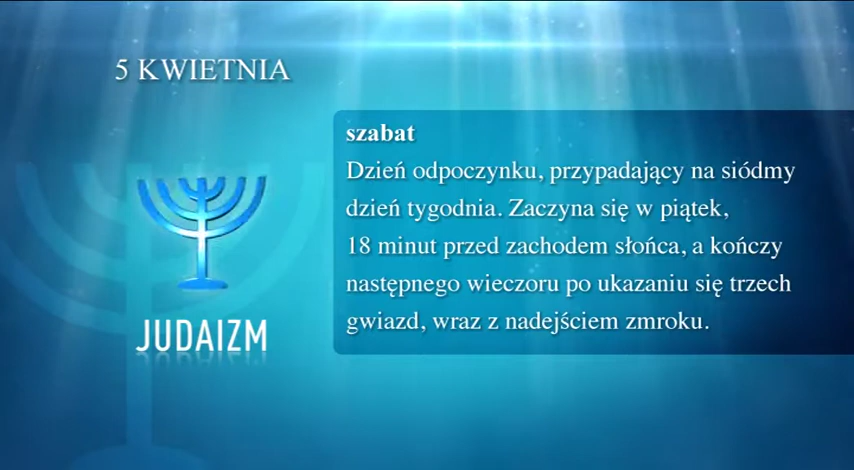 5 KWIETNIA
szabat
Dzień odpoczynku, przypadający na siódmy
dzień tygodnia. Zaczyna się w piątek,
18 minut przed zachodem słońca, a kończy
następnego wieczoru po ukazaniu się trzech
gwiazd, wraz z nadejściem zmroku.
JUDAIZM